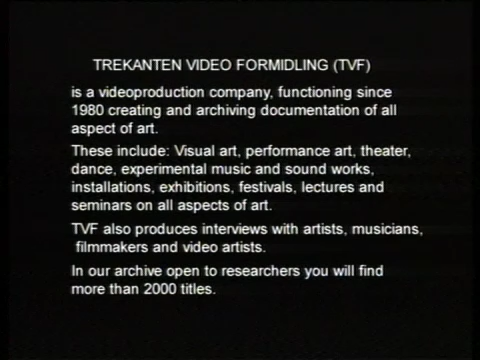 TREKANTEN VIDEO FORMIDLING (TVF)
is a videoproduction company, functioning since
1980 creating and archiving documentation of all
aspect of art.
These include: Visual art, performance art, theater,
dance, experimental music and sound works,
installations, exhibitions, festivals, lectures and
seminars on all aspects of art.
TVF also produces interviews with artists, musicians,
filmmakers and video artists.
In our archive open to researchers you will find
more than 2000 titles.